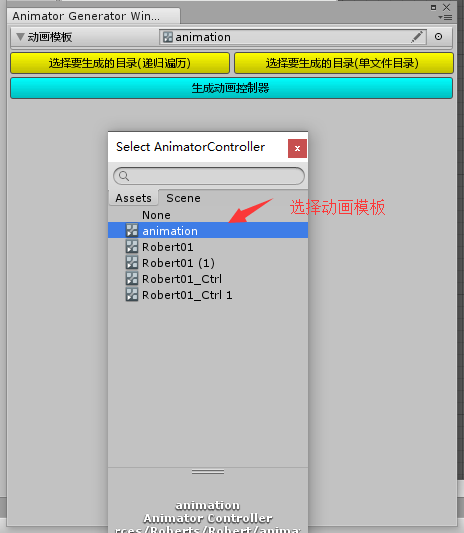 Animator Generator Win...
动画模板
animation
选择要生成的目录(递归遍历)
选择要生成的目录(单文件目录)
生成动画控制器
Select AnimatorController
x
Assets Scene
None
animation
选择动画模板
Robert01
Robert01 (1)
Robert01_Ctrl
Robert01_Ctrl 1
animation
Animator Controller
rces/Roberts/Robert/anima